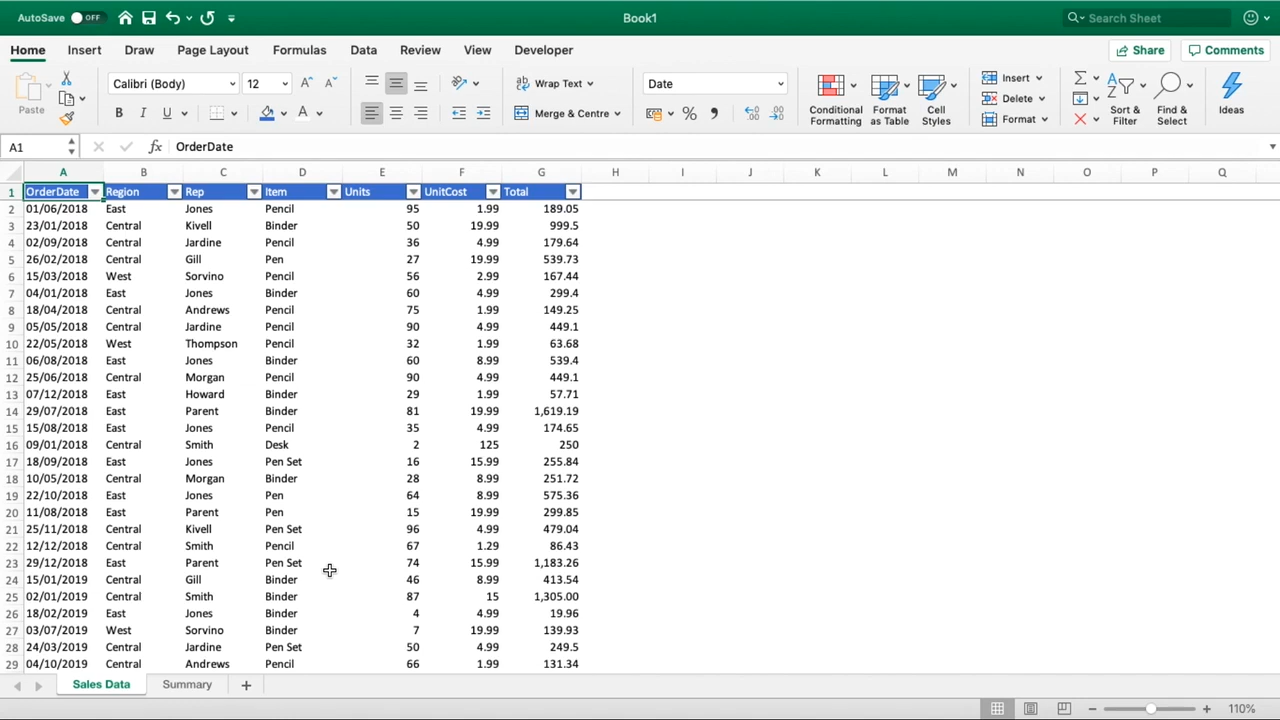 AutoSave OFF Book1 Search Sheet
Home Insert Draw Page Layout Formulas Data Review View Developer Share Comments
Paste Calibri (Body) 12 Wrap Text Date Conditional Formatting Format as Table Cell Styles Insert Sort & Filter Find & Select Ideas
B I U A Merge & Centre % Delete
Format
A1 fx OrderDate
A B C D E F G H I J K L M N O P Q
1 OrderDate Region Rep Item Units UnitCost Total
2 01/06/2018 East Jones Pencil 95 1.99 189.05
3 23/01/2018 Central Kivell Binder 50 19.99 999.5
4 02/09/2018 Central Jardine Pencil 36 4.99 179.64
5 26/02/2018 Central Gill Pen 27 19.99 539.73
6 15/03/2018 West Sorvino Pencil 56 2.99 167.44
7 04/01/2018 East Jones Binder 60 4.99 299.4
8 18/04/2018 Central Andrews Pencil 75 1.99 149.25
9 05/05/2018 Central Jardine Pencil 90 4.99 449.1
10 22/05/2018 West Thompson Pencil 32 1.99 63.68
11 06/08/2018 East Jones Binder 60 8.99 539.4
12 25/06/2018 Central Morgan Pencil 90 4.99 449.1
13 07/12/2018 East Howard Binder 29 1.99 57.71
14 29/07/2018 East Parent Binder 81 19.99 1,619.19
15 15/08/2018 East Jones Pencil 35 4.99 174.65
16 09/01/2018 Central Smith Desk 2 125 250
17 18/09/2018 East Jones Pen Set 16 15.99 255.84
18 10/05/2018 Central Morgan Binder 28 8.99 251.72
19 22/10/2018 East Jones Pen 64 8.99 575.36
20 11/08/2018 East Parent Pen 15 19.99 299.85
21 25/11/2018 Central Kivell Pen Set 96 4.99 479.04
22 12/12/2018 Central Smith Pencil 67 1.29 86.43
23 29/12/2018 East Parent Pen Set 74 15.99 1,183.26
24 15/01/2019 Central Gill Binder 46 8.99 413.54
25 02/01/2019 Central Smith Binder 87 15 1,305.00
26 18/02/2019 East Jones Binder 4 4.99 19.96
27 03/07/2019 West Sorvino Binder 7 19.99 139.93
28 24/03/2019 Central Jardine Pen Set 50 4.99 249.5
29 04/10/2019 Central Andrews Pencil 66 1.99 131.34
Sales Data Summary
110%